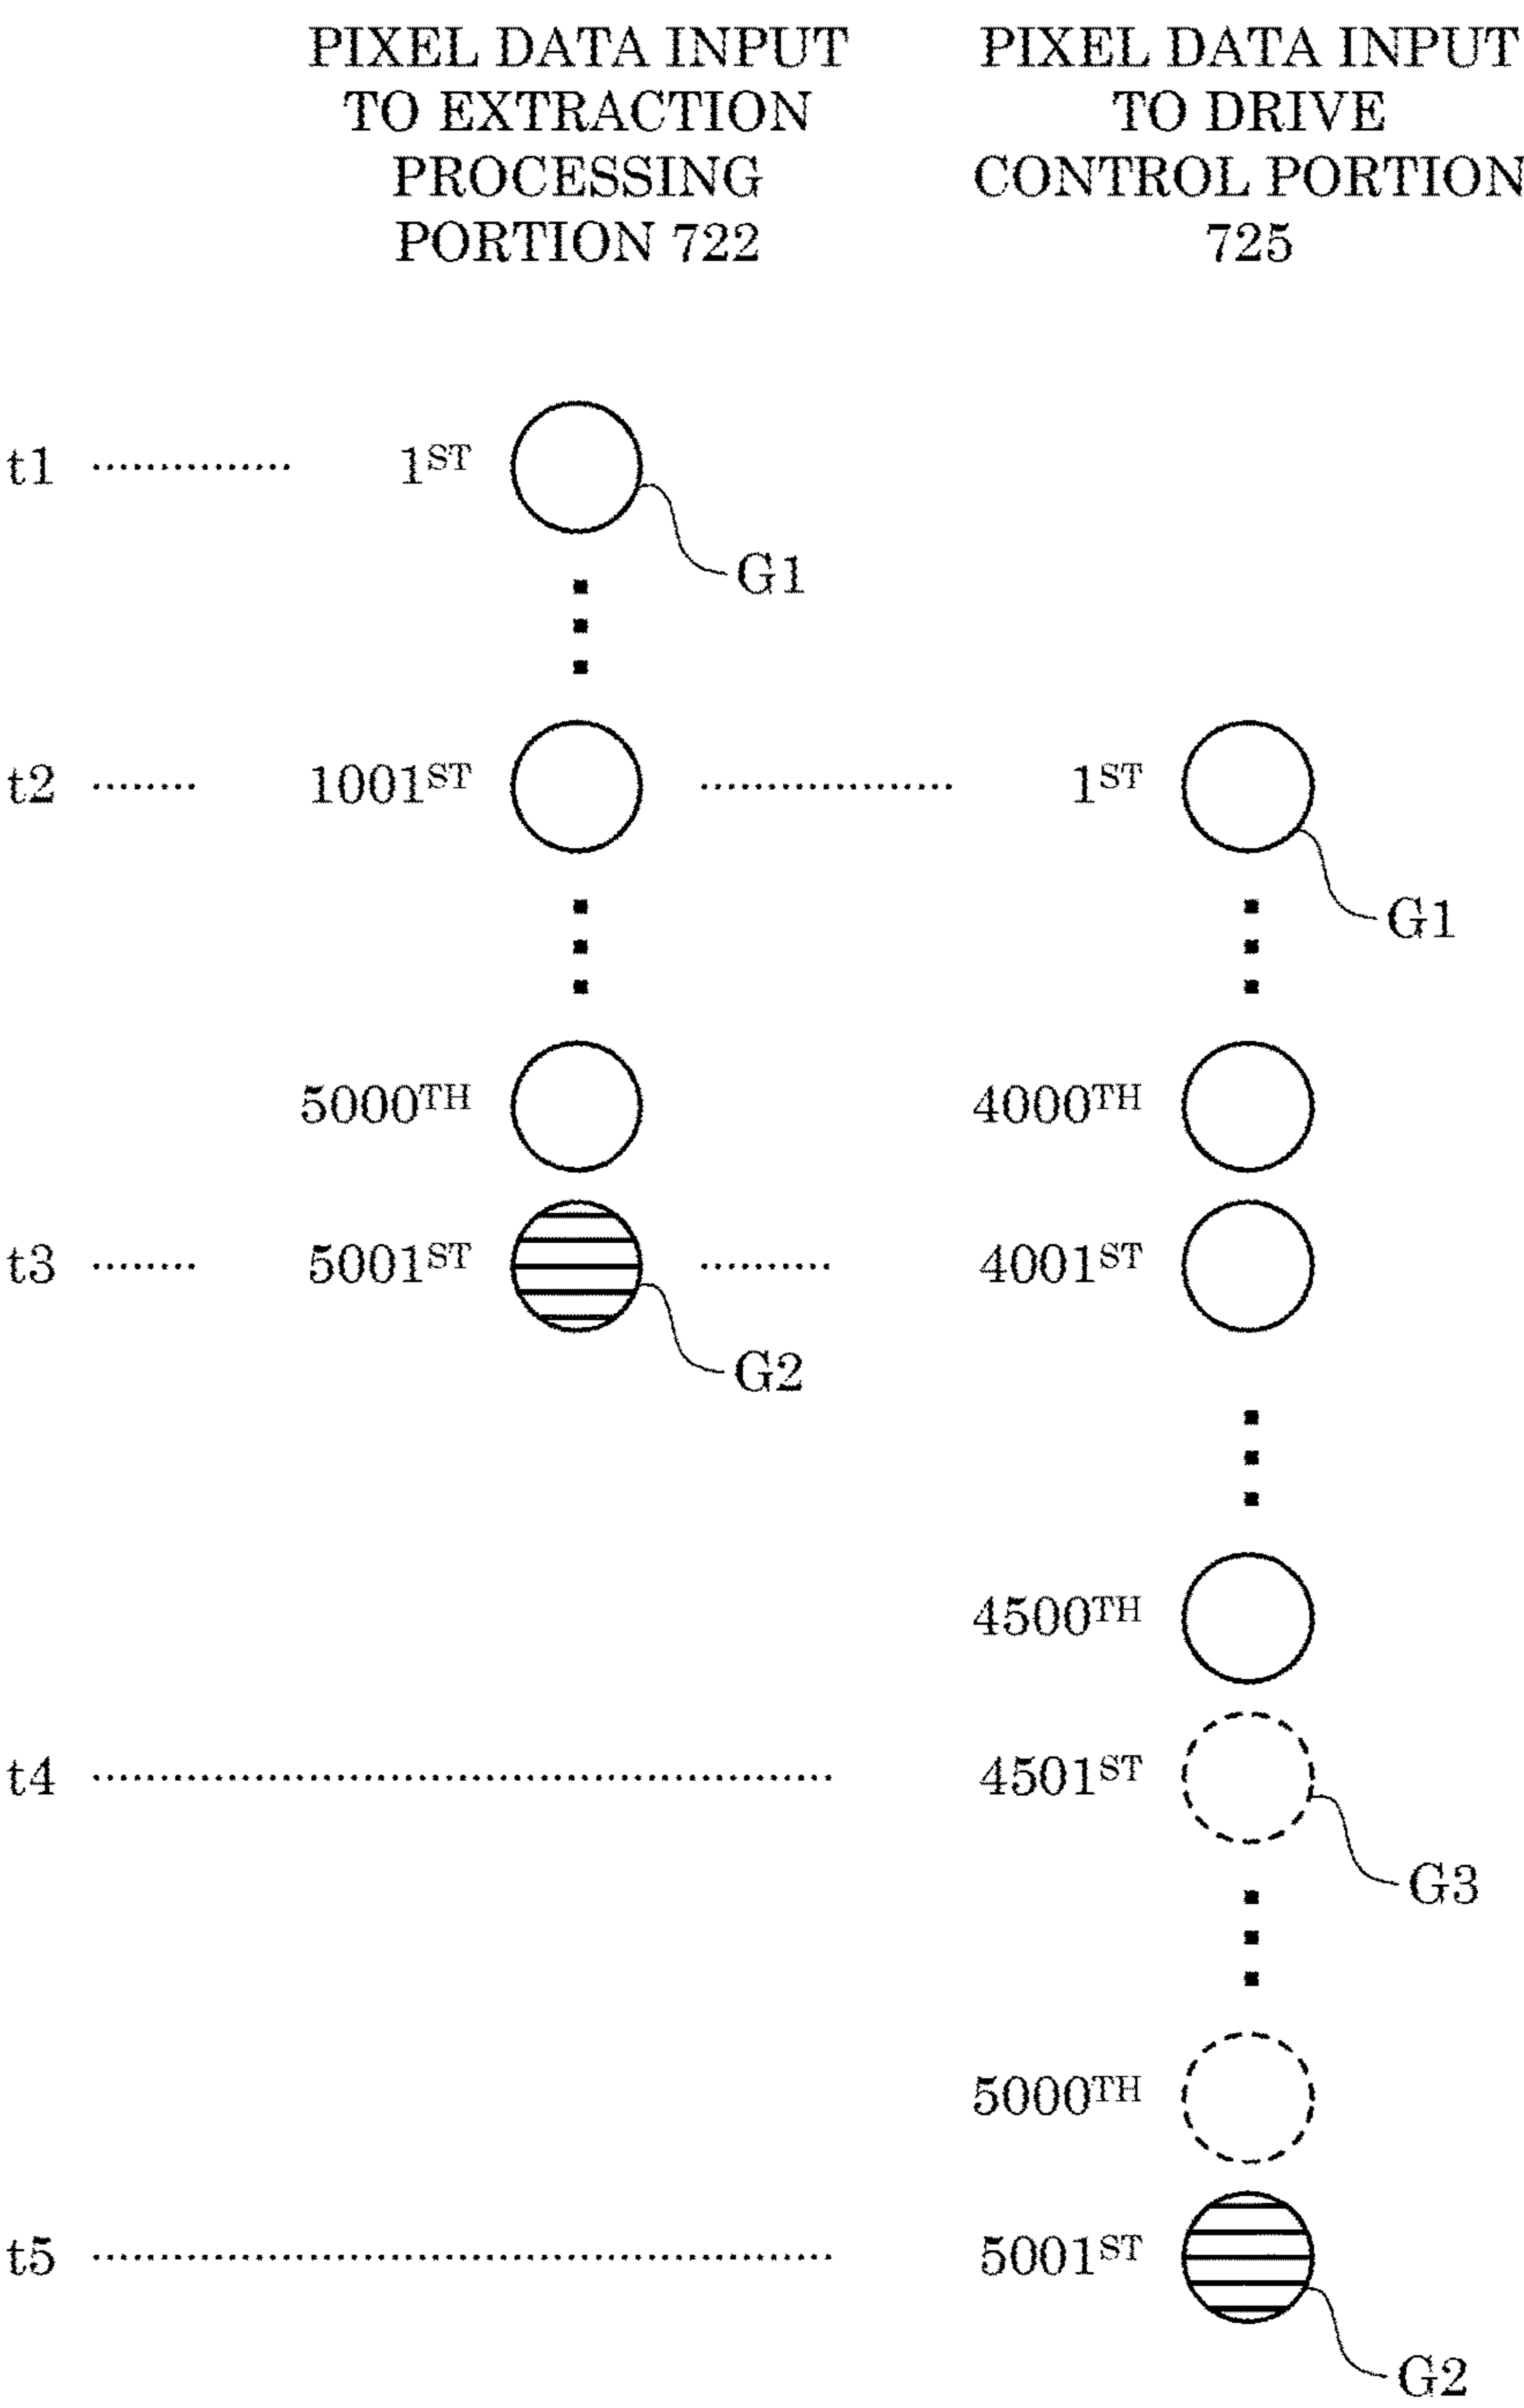 PIXEL DATA INPUT
TO EXTRACTION
PROCESSING
PORTION 722
PIXEL DATA INPUT
TO DRIVE
CONTROL PORTION
725
t1 1ST
G1
t2 1001ST 1ST
G1
5000TH 4000TH
t3 5001ST 4001ST
G2
4500TH
t4 4501ST
G3
5000TH
t5 5001ST
G2